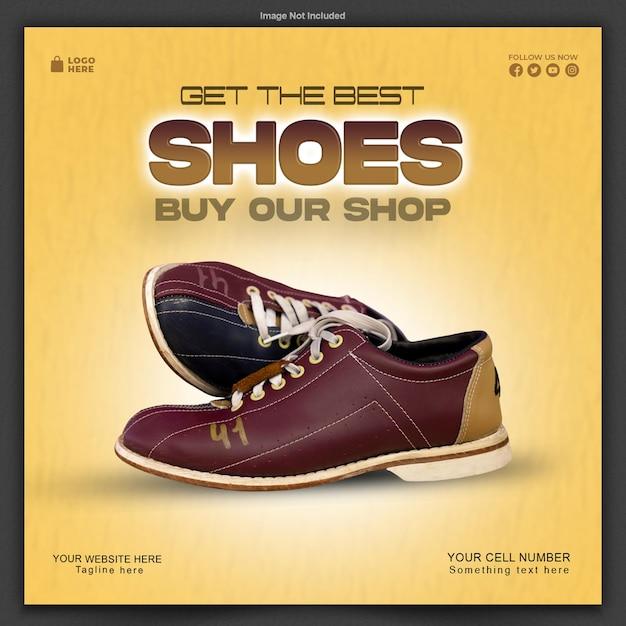 Image Not Included
LOGO
HERE
FOLLOW US NOW
GET THE BEST
SHOES
BUY OUR SHOP
41
YOUR WEBSITE HERE
Tagline here
YOUR CELL NUMBER
Something text here